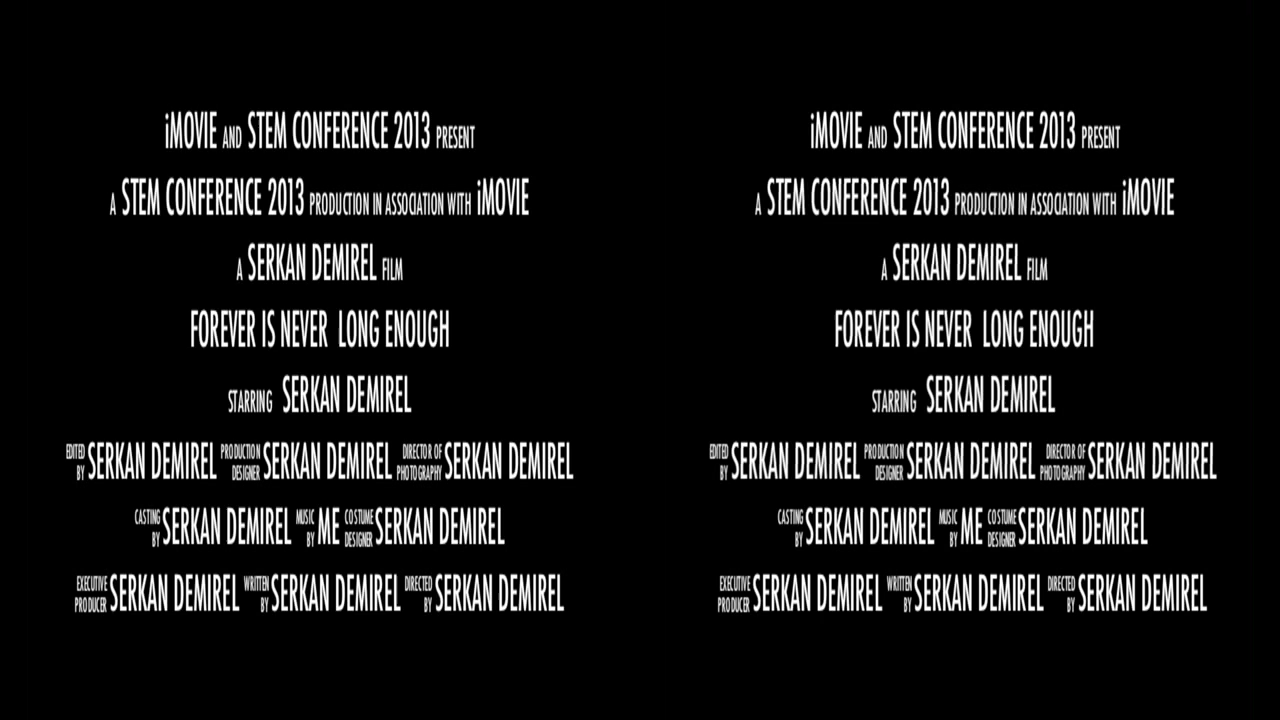 iMOVIE AND STEM CONFERENCE 2013 PRESENT
A STEM CONFERENCE 2013 PRODUCTION IN ASSOCIATION WITH iMOVIE
A SERKAN DEMIREL FILM
FOREVER IS NEVER LONG ENOUGH
STARRING SERKAN DEMIREL
EDITED BY SERKAN DEMIREL PRODUCTION DESIGNER SERKAN DEMIREL DIRECTOR OF PHOTOGRAPHY SERKAN DEMIREL
CASTING BY SERKAN DEMIREL MUSIC BY ME COSTUME DESIGNER SERKAN DEMIREL
EXECUTIVE PRODUCER SERKAN DEMIREL WRITTEN BY SERKAN DEMIREL DIRECTED BY SERKAN DEMIREL
iMOVIE AND STEM CONFERENCE 2013 PRESENT
A STEM CONFERENCE 2013 PRODUCTION IN ASSOCIATION WITH iMOVIE
A SERKAN DEMIREL FILM
FOREVER IS NEVER LONG ENOUGH
STARRING SERKAN DEMIREL
EDITED BY SERKAN DEMIREL PRODUCTION DESIGNER SERKAN DEMIREL DIRECTOR OF PHOTOGRAPHY SERKAN DEMIREL
CASTING BY SERKAN DEMIREL MUSIC BY ME COSTUME DESIGNER SERKAN DEMIREL
EXECUTIVE PRODUCER SERKAN DEMIREL WRITTEN BY SERKAN DEMIREL DIRECTED BY SERKAN DEMIREL